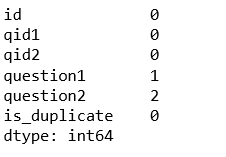 id 0
qid1 0
qid2 0
question1 1
question2 2
is_duplicate 0
dtype: int64